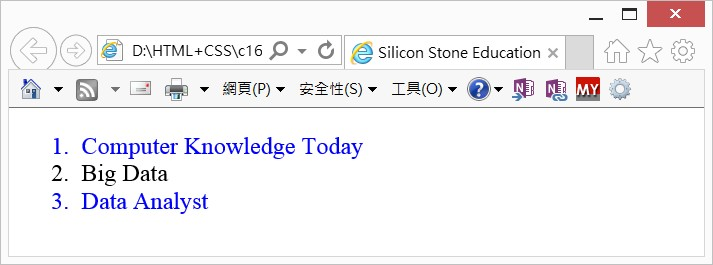 D:\HTML+CSS\c16
Silicon Stone Education
網頁(P) 安全性(S) 工具(O) ? N N MY
1. Computer Knowledge Today
2. Big Data
3. Data Analyst